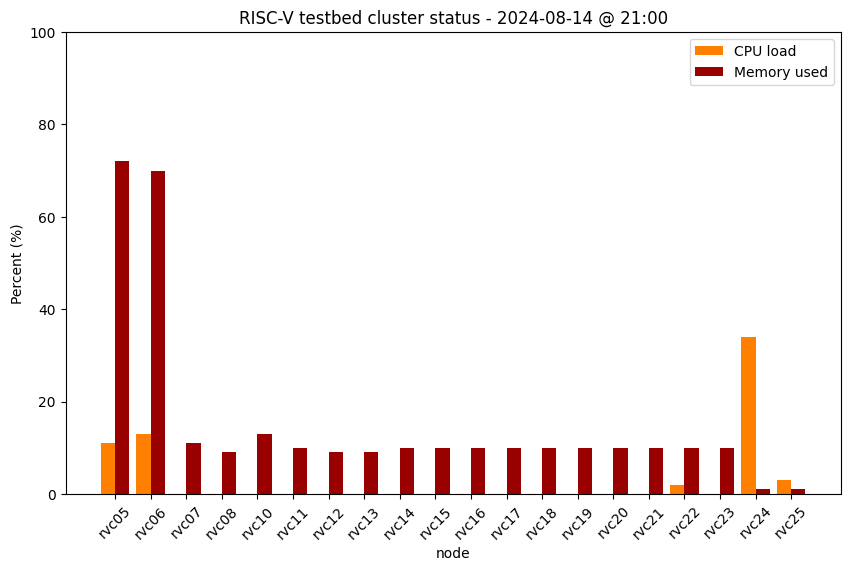 RISC-V testbed cluster status - 2024-08-14 @ 21:00
CPU load
Memory used
Percent (%)
100
80
60
40
20
0
rvc05 rvc06 rvc07 rvc08 rvc10 rvc11 rvc12 rvc13 rvc14 rvc15 rvc16 rvc17 rvc18 rvc19 rvc20 rvc21 rvc22 rvc23 rvc24 rvc25
node